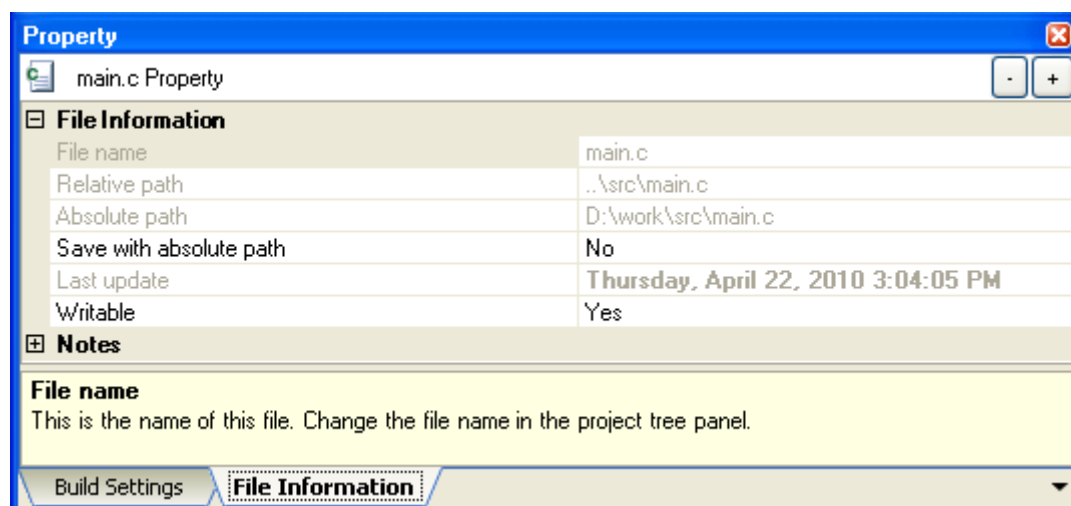 Property
main.c Property
- +
File Information
File name main.c
Relative path ..\src\main.c
Absolute path D:\work\src\main.c
Save with absolute path No
Last update Thursday, April 22, 2010 3:04:05 PM
Writable Yes
Notes
File name
This is the name of this file. Change the file name in the project tree panel.
Build Settings File Information